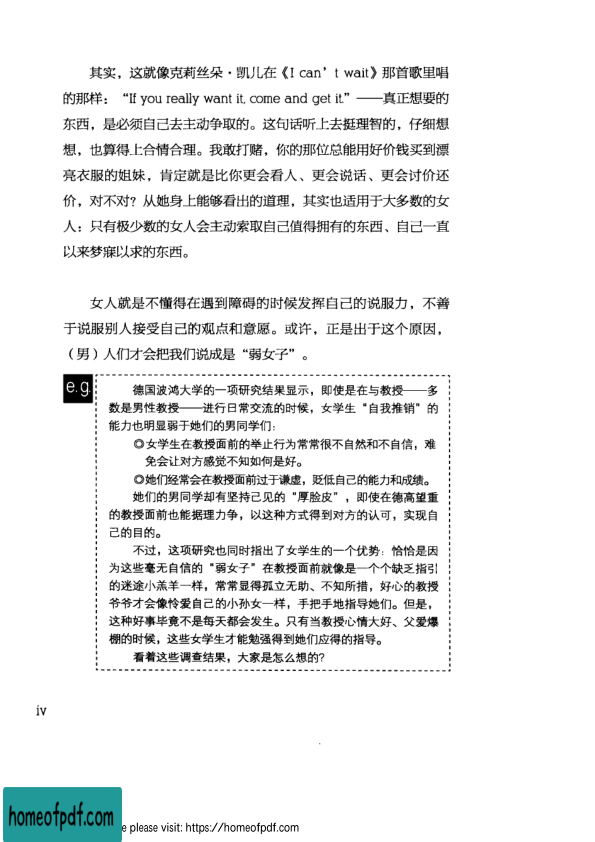 其实，这就像克莉丝朵·凯儿在《I can’t wait》那首歌里唱
的那样：“If you really want it, come and get it.”——真正想要的
东西，是必须自己去主动争取的。这句话听上去挺理智的，仔细想
想，也算得上合情合理。我敢打赌，你的那位总能用好价钱买到漂
亮衣服的姐妹，肯定就是比你更会看人、更会说话、更会讨价还
价，对不对？从她身上能够看出的道理，其实也适用于大多数的女
人：只有极少数的女人会主动索取自己值得拥有的东西、自己一直
以来梦寐以求的东西。
女人就是不懂得在遇到障碍的时候发挥自己的说服力，不善
于说服别人接受自己的观点和意愿。或许，正是出于这个原因，
（男）人们才会把我们说成是“弱女子”。
e.g.
德国波鸿大学的一项研究结果显示，即使是在与教授——多
数是男性教授——进行日常交流的时候，女学生“自我推销”的
能力也明显弱于她们的男同学们：
◎女学生在教授面前的举止行为常常很不自然和不自信，难
免会让对方感觉不知如何是好。
◎她们经常会在教授面前过于谦虚，贬低自己的能力和成绩。
她们的男同学却有坚持己见的“厚脸皮”，即使在德高望重
的教授面前也能据理力争，以这种方式得到对方的认可，实现自
己的目的。
不过，这项研究也同时指出了女学生的一个优势：恰恰是因
为这些毫无自信的“弱女子”在教授面前就像是一个个缺乏指引
的迷途小羔羊一样，常常显得孤立无助、不知所措，好心的教授
爷爷才会像怜爱自己的小孙女一样，手把手地指导她们。但是，
这种好事毕竟不是每天都会发生。只有当教授心情大好、父爱爆
棚的时候，这些女学生才能勉强得到她们应得的指导。
看着这些调查结果，大家是怎么想的？
iv
homeofpdf.com
e please visit: https://homeofpdf.com